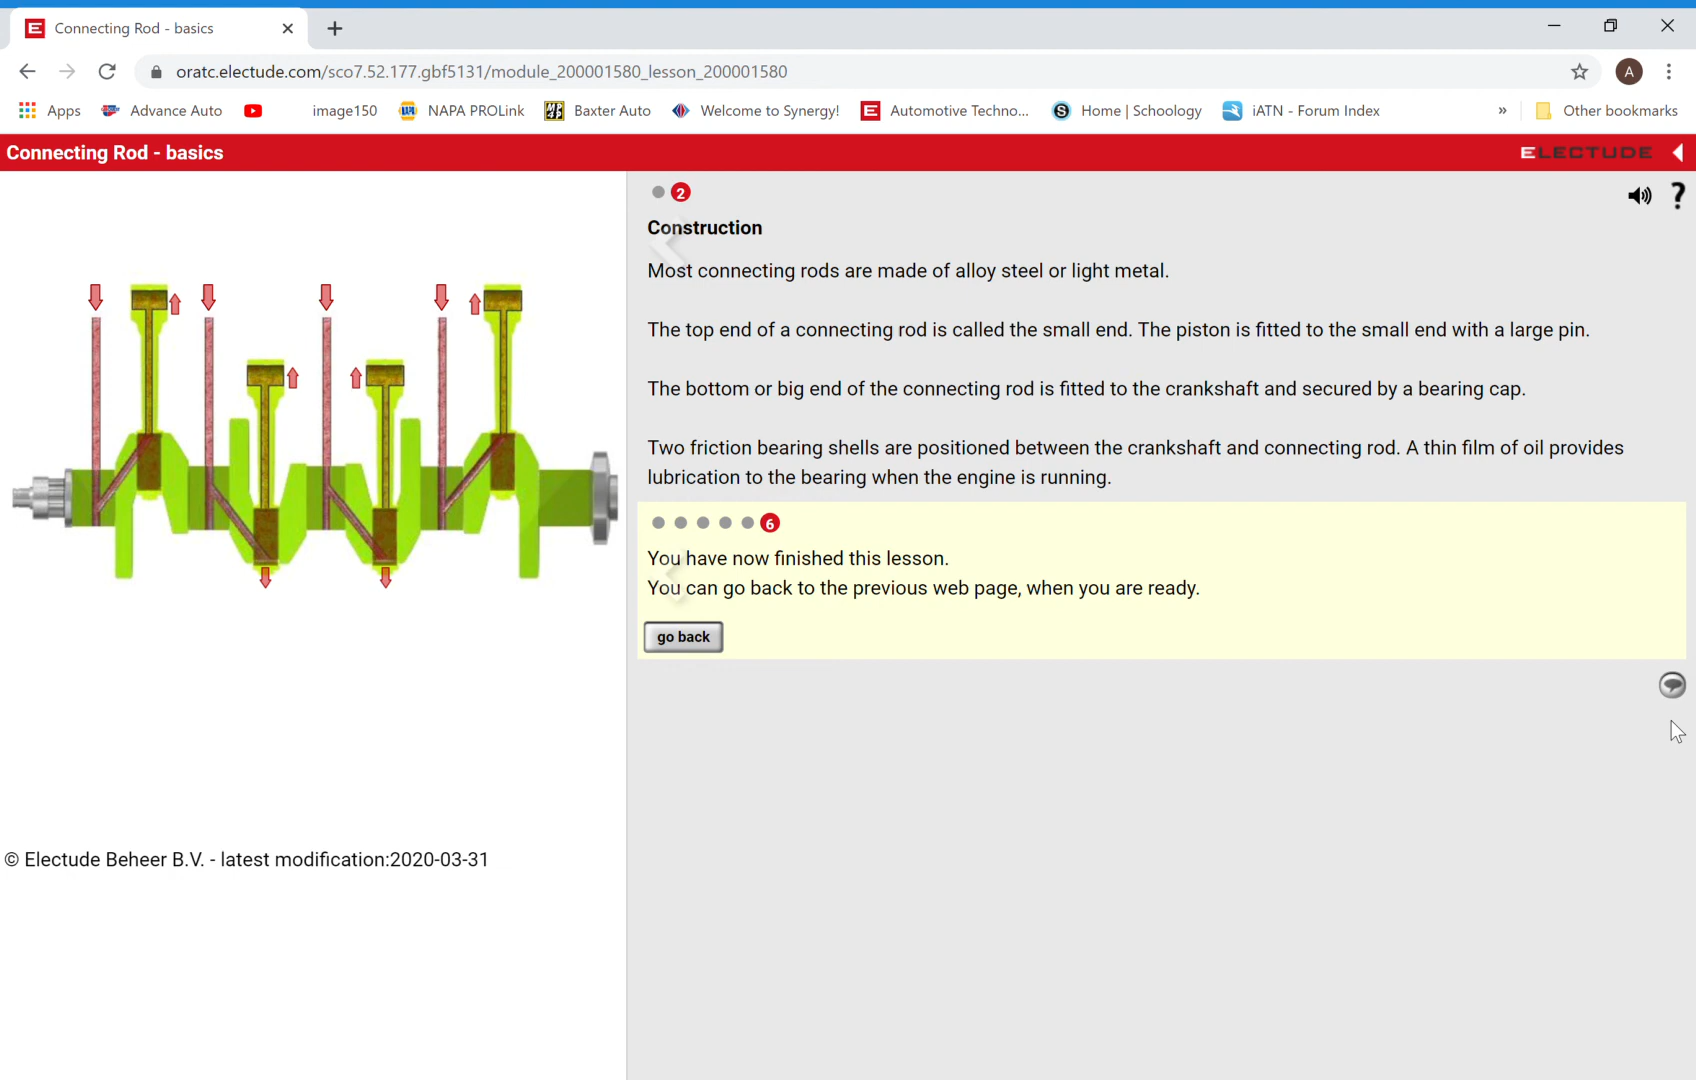 Connecting Rod - basics
oratc.electude.com/sco7.52.177.gbf5131/module_200001580_lesson_200001580
A
Apps
Advance Auto
image150
NAPA PROLink
Baxter Auto
Welcome to Synergy!
Automotive Techno...
Home | Schoology
iATN - Forum Index
»
Other bookmarks
Connecting Rod - basics
ELECTUDE
2
?
Construction
Most connecting rods are made of alloy steel or light metal.
The top end of a connecting rod is called the small end. The piston is fitted to the small end with a large pin.
The bottom or big end of the connecting rod is fitted to the crankshaft and secured by a bearing cap.
Two friction bearing shells are positioned between the crankshaft and connecting rod. A thin film of oil provides
lubrication to the bearing when the engine is running.
6
You have now finished this lesson.
You can go back to the previous web page, when you are ready.
go back
© Electude Beheer B.V. - latest modification:2020-03-31